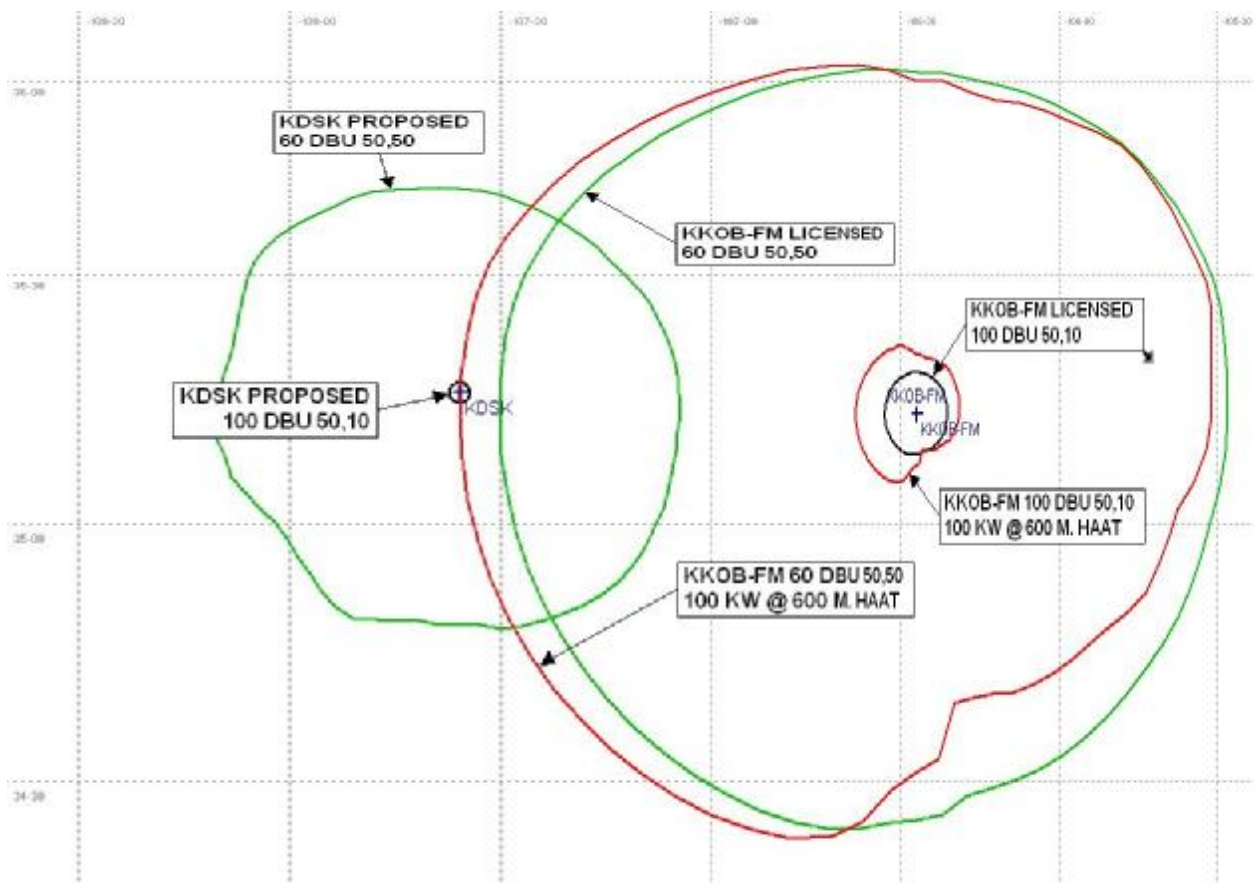 KDSK PROPOSED
60 DBU 50,50
KKOB-FM LICENSED
60 DBU 50,50
KKOB-FM LICENSED
100 DBU 50,10
KDSK PROPOSED
100 DBU 50,10
KDSK
KKOB-FM
KKOB-FM
KKOB-FM 100 DBU 50,10
100 KW @ 600 M. HAAT
KKOB-FM 60 DBU 50,50
100 KW @ 600 M. HAAT